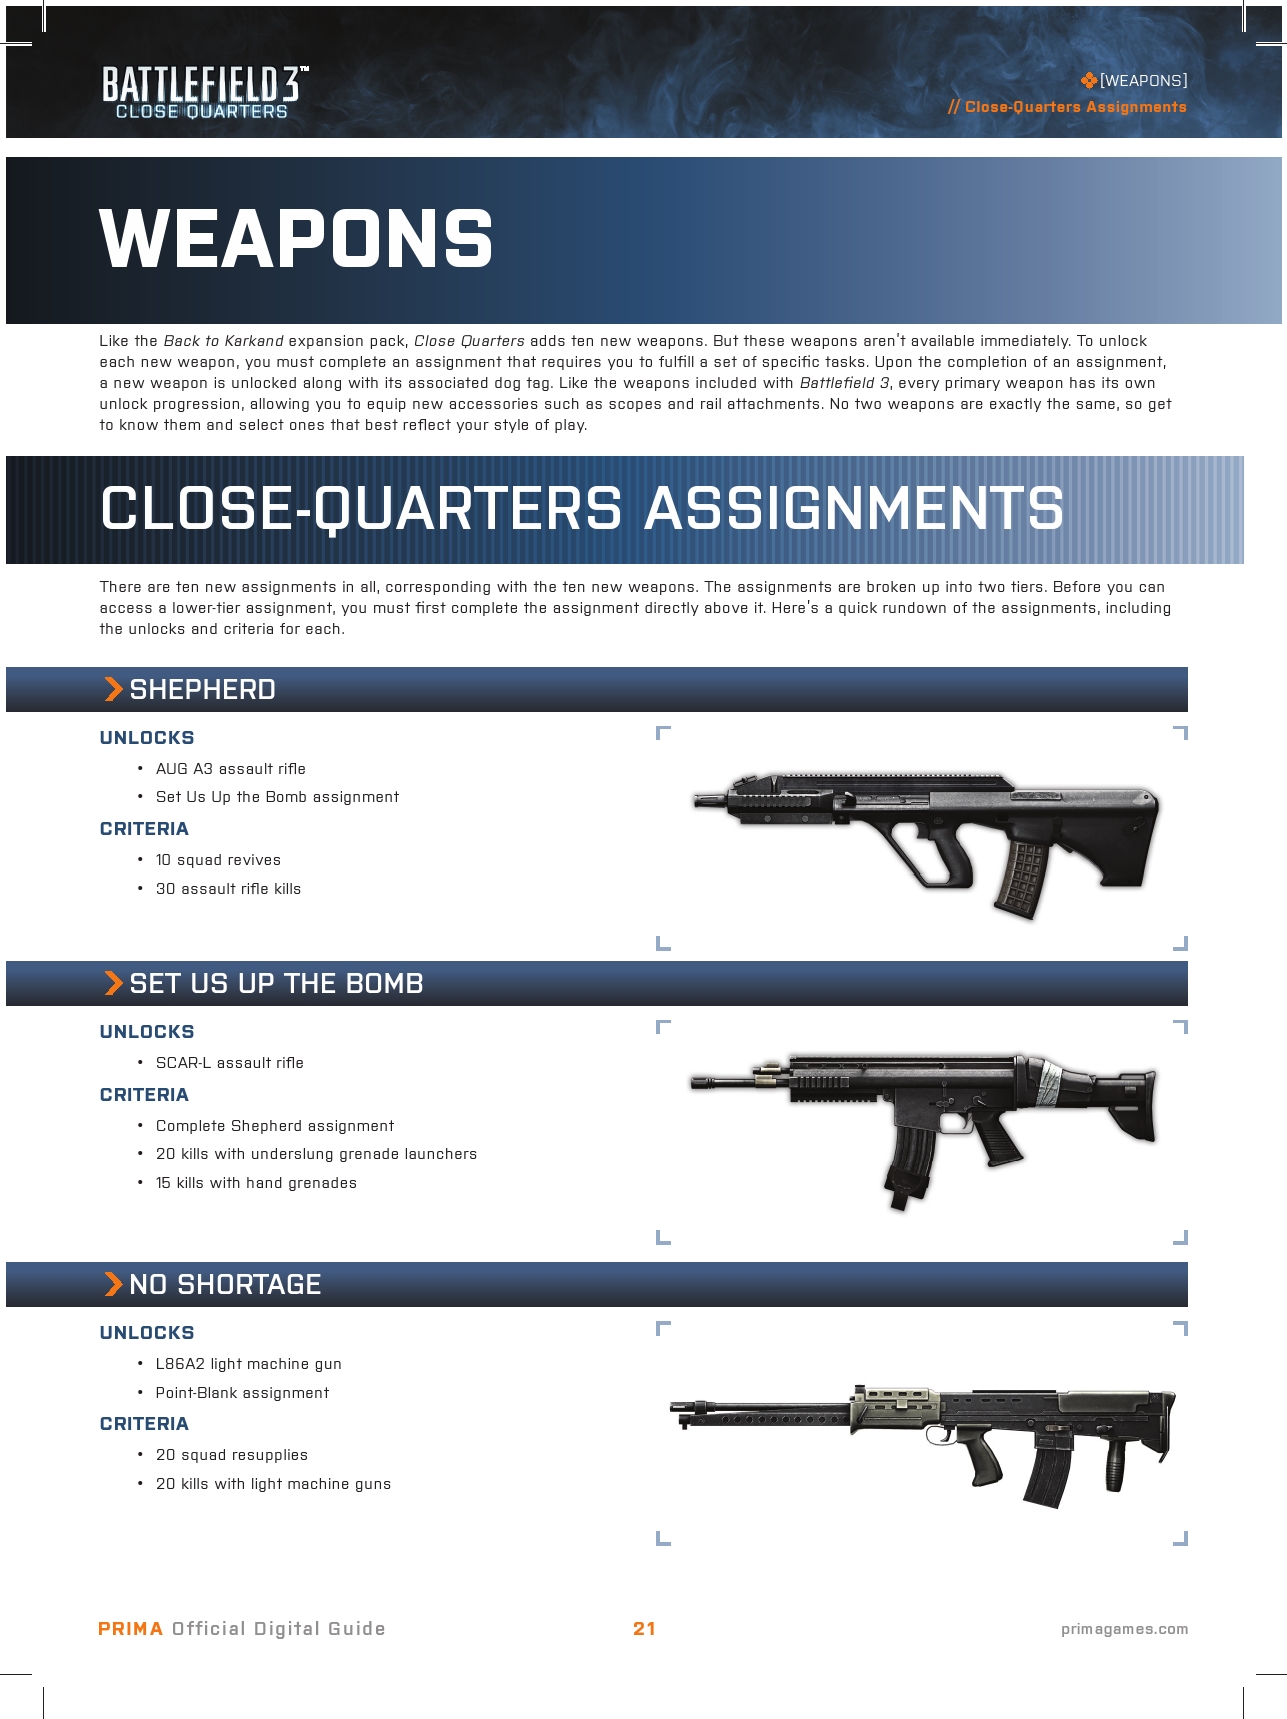 BATTLEFIELD 3™
CLOSE QUARTERS
[WEAPONS]
// Close-Quarters Assignments
WEAPONS
Like the Back to Karkand expansion pack, Close Quarters adds ten new weapons. But these weapons aren't available immediately. To unlock
each new weapon, you must complete an assignment that requires you to fulfill a set of specific tasks. Upon the completion of an assignment,
a new weapon is unlocked along with its associated dog tag. Like the weapons included with Battlefield 3, every primary weapon has its own
unlock progression, allowing you to equip new accessories such as scopes and rail attachments. No two weapons are exactly the same, so get
to know them and select ones that best reflect your style of play.
CLOSE-QUARTERS ASSIGNMENTS
There are ten new assignments in all, corresponding with the ten new weapons. The assignments are broken up into two tiers. Before you can
access a lower-tier assignment, you must first complete the assignment directly above it. Here's a quick rundown of the assignments, including
the unlocks and criteria for each.
SHEPHERD
UNLOCKS
• AUG A3 assault rifle
• Set Us Up the Bomb assignment
CRITERIA
• 10 squad revives
• 30 assault rifle kills
SET US UP THE BOMB
UNLOCKS
• SCAR-L assault rifle
CRITERIA
• Complete Shepherd assignment
• 20 kills with underslung grenade launchers
• 15 kills with hand grenades
NO SHORTAGE
UNLOCKS
• L86A2 light machine gun
• Point-Blank assignment
CRITERIA
• 20 squad resupplies
• 20 kills with light machine guns
PRIMA Official Digital Guide
21
primagames.com